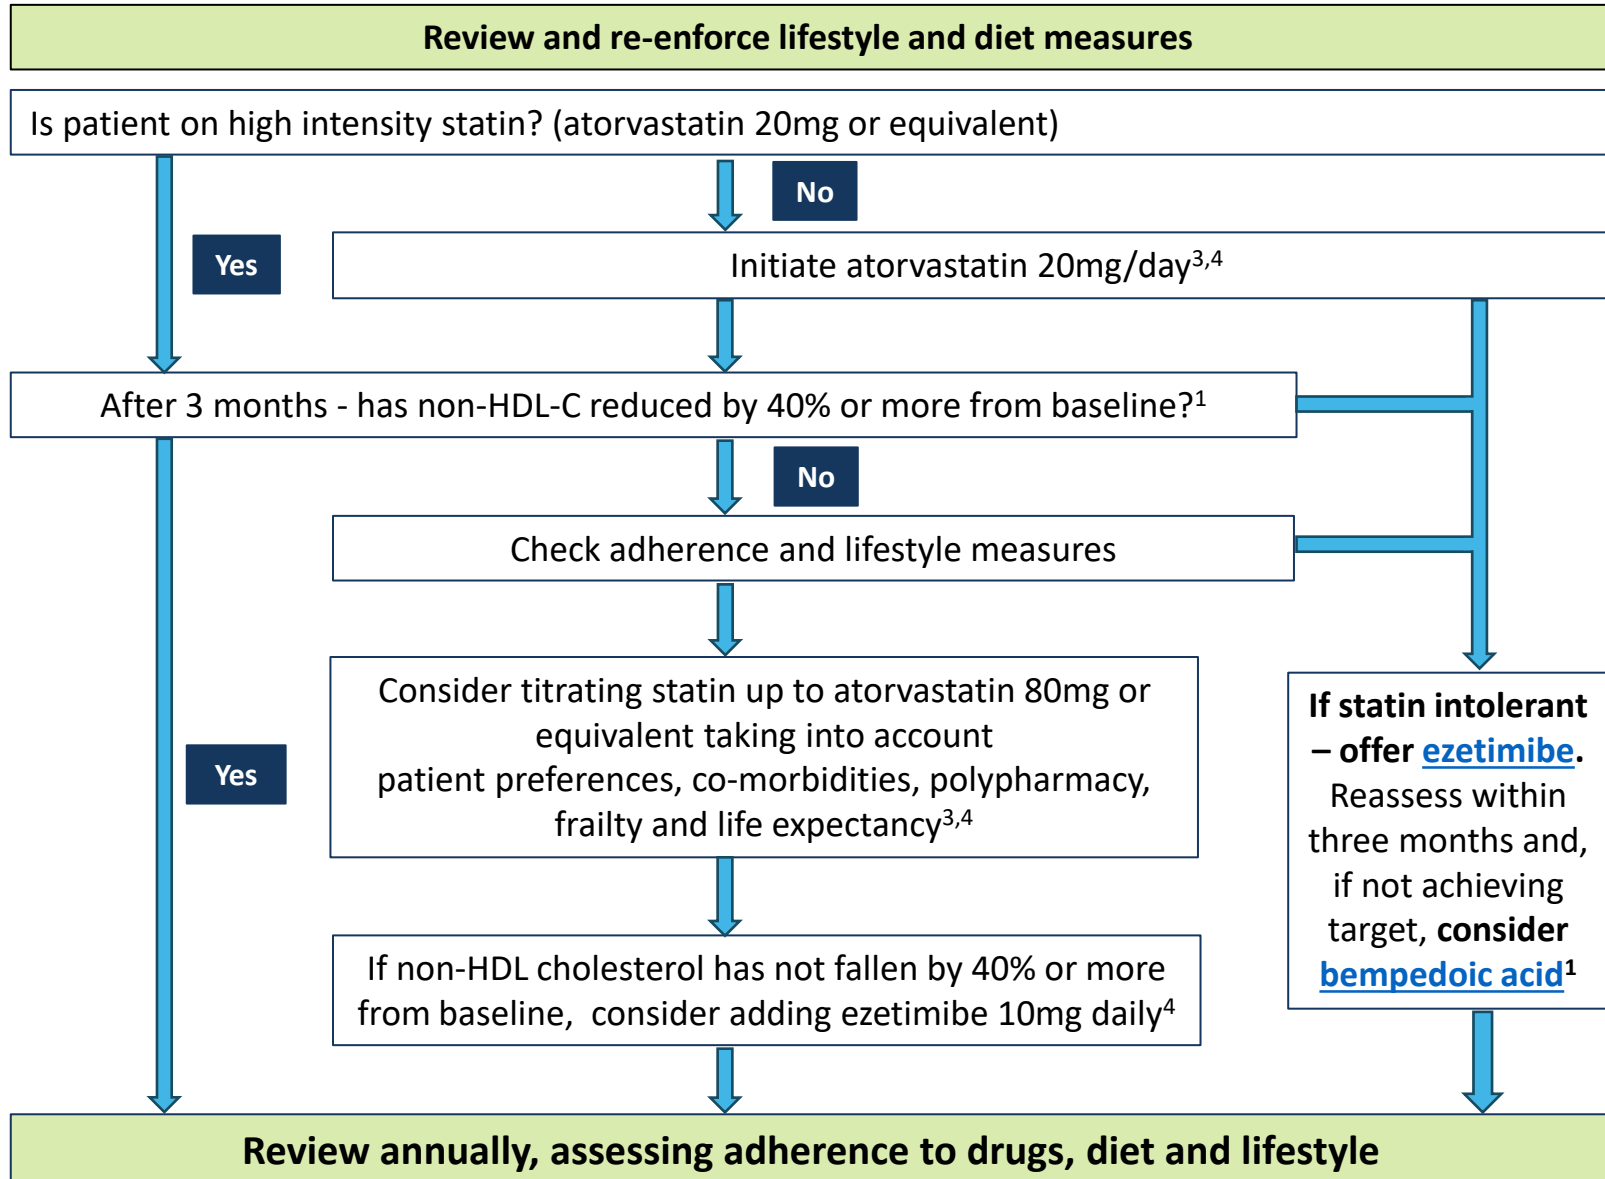 Review and re-enforce lifestyle and diet measures
Is patient on high intensity statin? (atorvastatin 20mg or equivalent)
No
Yes
Initiate atorvastatin 20mg/day3,4
After 3 months - has non-HDL-C reduced by 40% or more from baseline?1
No
Check adherence and lifestyle measures
Consider titrating statin up to atorvastatin 80mg or
equivalent taking into account
patient preferences, co-morbidities, polypharmacy,
frailty and life expectancy3,4
Yes
If statin intolerant
– offer ezetimibe.
Reassess within
three months and,
if not achieving
target, consider
bempedoic acid1
If non-HDL cholesterol has not fallen by 40% or more
from baseline,  consider adding ezetimibe 10mg daily4
Review annually, assessing adherence to drugs, diet and lifestyle